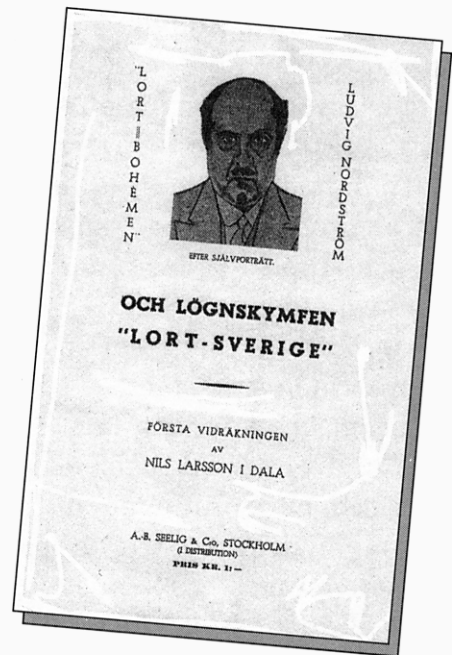 "LORT=BOHÈMEN"
LUDVIG NORDSTRÖM
EFTER SJÄLVPORTRÄTT.
OCH LÖGNSKYMFEN
"LORT-SVERIGE"
FÖRSTA VIDRÄKNINGEN
AV
NILS LARSSON I DALA
A.-B. SEELIG & C:o, STOCKHOLM
(I DISTRIBUTION)
PRIS KR. 1:—